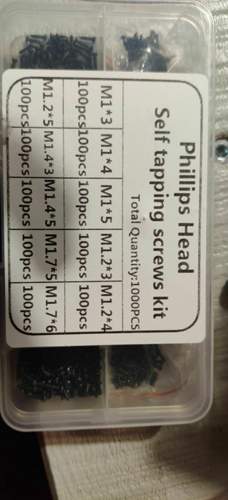 Phillips Head
Self tapping screws kit
Total Quantity:1000PCS
M1*3 M1*4 M1*5 M1.2*3 M1.2*4
100pcs 100pcs 100pcs 100pcs 100pcs
M1.2*5 M1.4*3 M1.4*5 M1.7*5 M1.7*6
100pcs 100pcs 100pcs 100pcs 100pcs